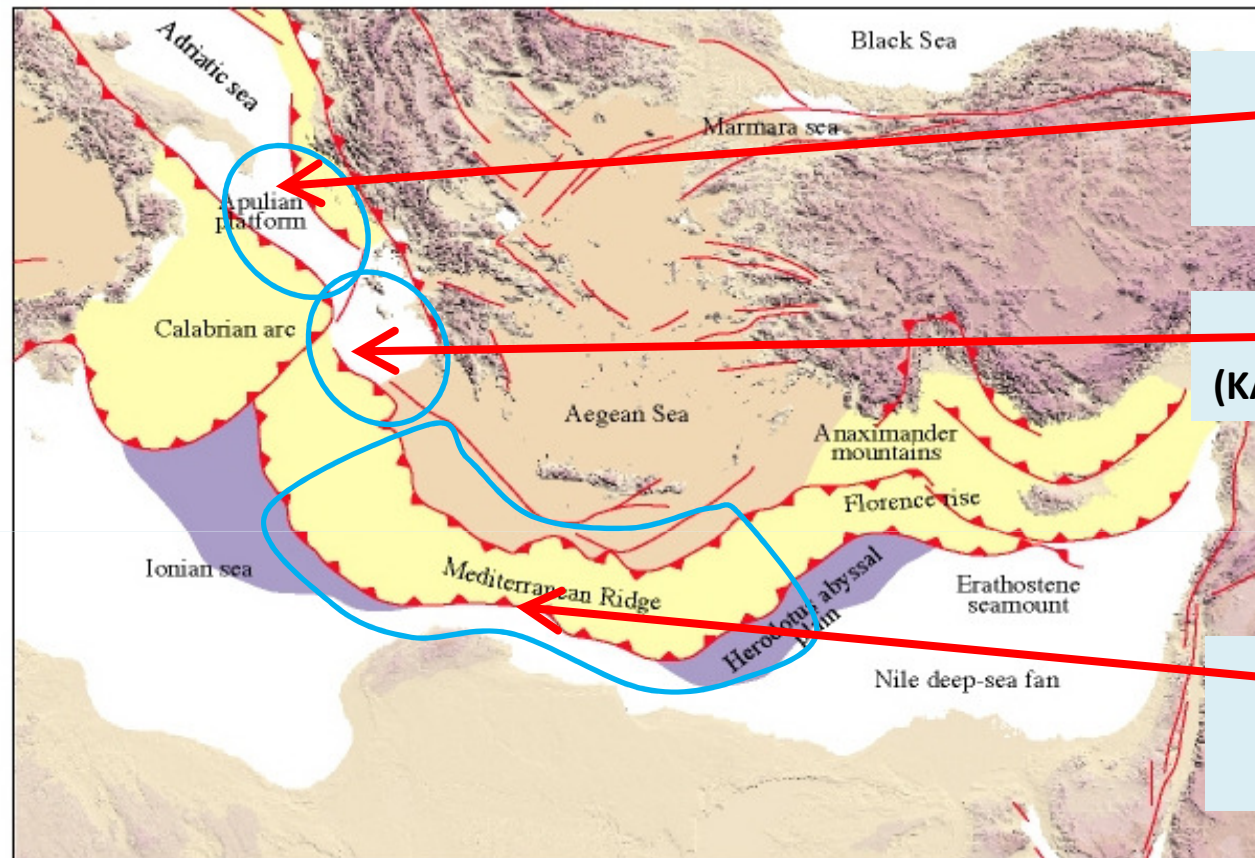 Adriatic sea
Black Sea
Marmara sea
Apulian
platform
Calabrian arc
(KA
Aegean Sea
Anaximander
mountains
Florence rise
Ionian sea
Mediterranean Ridge
Herodotus abyssal
plain
Erathostene
seamount
Nile deep-sea fan